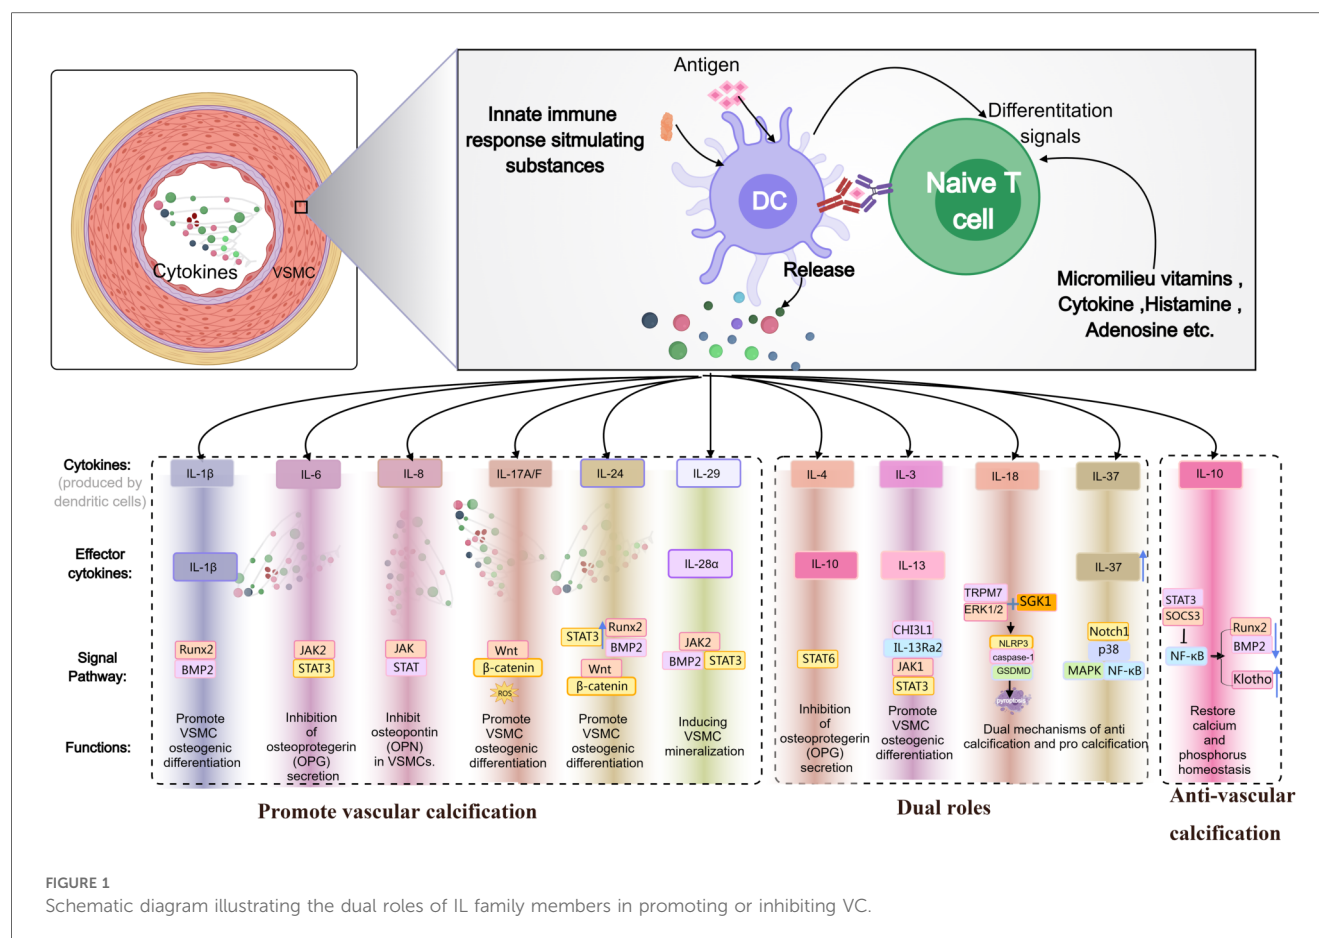 Antigen
Innate immune
response sitmulating
substances
Differentitation
signals
DC
Naive T
cell
Cytokines
VSMC
Release
Micromilieu vitamins ,
Cytokine ,Histamine ,
Adenosine etc.
Cytokines:
(produced by
dendritic cells)
IL-1β
IL-6
IL-8
IL-17A/F
IL-24
IL-29
IL-4
IL-3
IL-18
IL-37
IL-10
Effector
cytokines:
IL-1β
IL-28α
IL-10
IL-13
IL-37
Signal
Pathway:
Runx2
BMP2
JAK2
STAT3
JAK
STAT
Wnt
β-catenin
ROS
STAT3
Runx2
BMP2
Wnt
β-catenin
JAK2
BMP2
STAT3
STAT6
CHI3L1
IL-13Ra2
JAK1
STAT3
TRPM7
ERK1/2
+
SGK1
NLRP3
caspase-1
GSDMD
pyroptosis
Notch1
p38
MAPK
NF-κB
STAT3
SOCS3
NF-κB
Runx2
BMP2
Klotho
Functions:
Promote
VSMC
osteogenic
differentiation
Inhibition
of
osteoprotegerin
(OPG)
secretion
Inhibit
osteopontin
(OPN)
in VSMCs.
Promote
VSMC
osteogenic
differentiation
Promote
VSMC
osteogenic
differentiation
Inducing
VSMC
mineralization
Inhibition
of
osteoprotegerin
(OPG)
secretion
Promote
VSMC
osteogenic
differentiation
Dual mechanisms of anti
calcification and pro calcification
Restore
calcium
and
phosphorus
homeostasis
Promote vascular calcification
Dual roles
Anti-vascular
calcification
FIGURE 1
Schematic diagram illustrating the dual roles of IL family members in promoting or inhibiting VC.